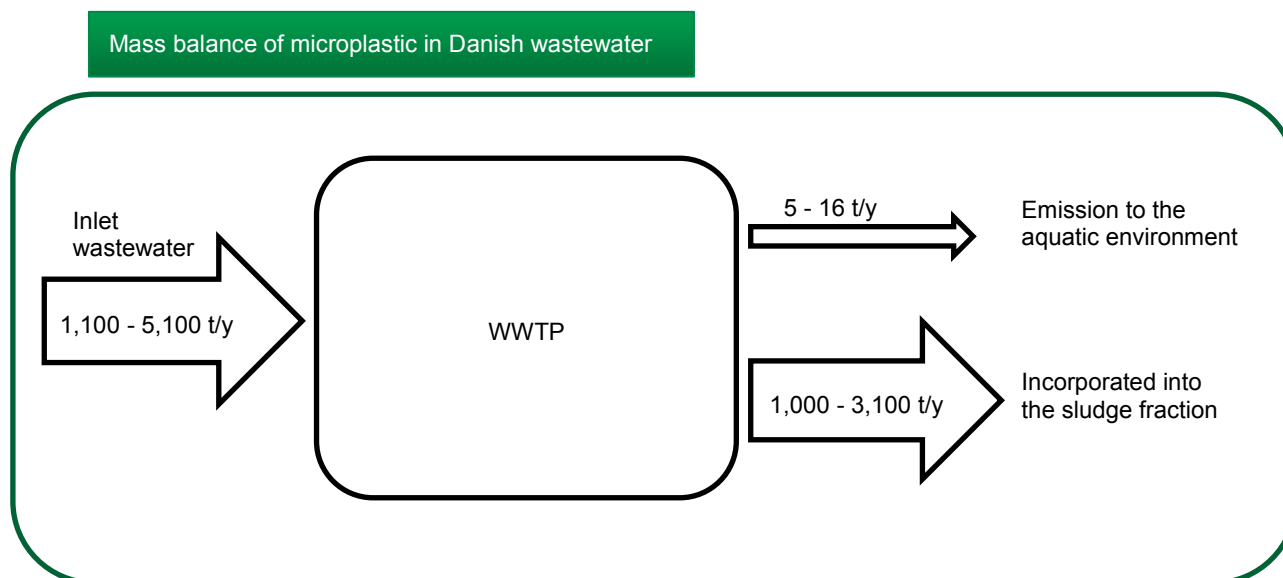 Mass balance of microplastic in Danish wastewater
Inlet
wastewater
1,100 - 5,100 t/y
WWTP
5 - 16 t/y
Emission to the
aquatic environment
1,000 - 3,100 t/y
Incorporated into
the sludge fraction